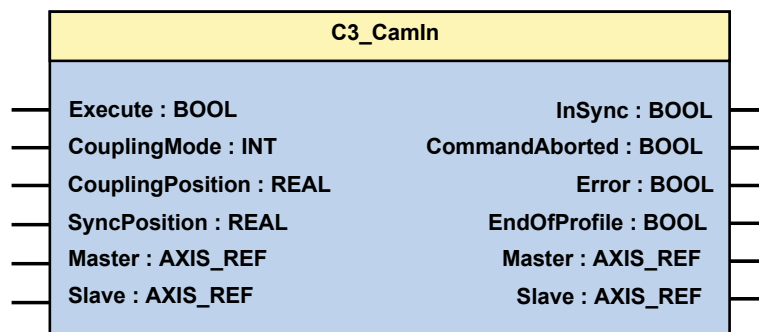 C3_CamIn
Execute : BOOL InSync : BOOL
CouplingMode : INT CommandAborted : BOOL
CouplingPosition : REAL Error : BOOL
SyncPosition : REAL EndOfProfile : BOOL
Master : AXIS_REF Master : AXIS_REF
Slave : AXIS_REF Slave : AXIS_REF